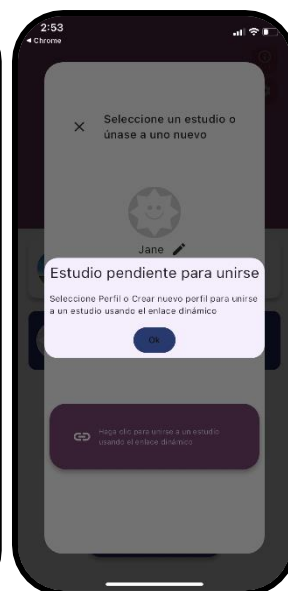 2:53
◂ Chrome
Seleccione un estudio o
únase a uno nuevo
Jane
Estudio pendiente para unirse
Seleccione Perfil o Crear nuevo perfil para unirse
a un estudio usando el enlace dinámico
Ok
Haga clic para unirse a un estudio
usando el enlace dinámico